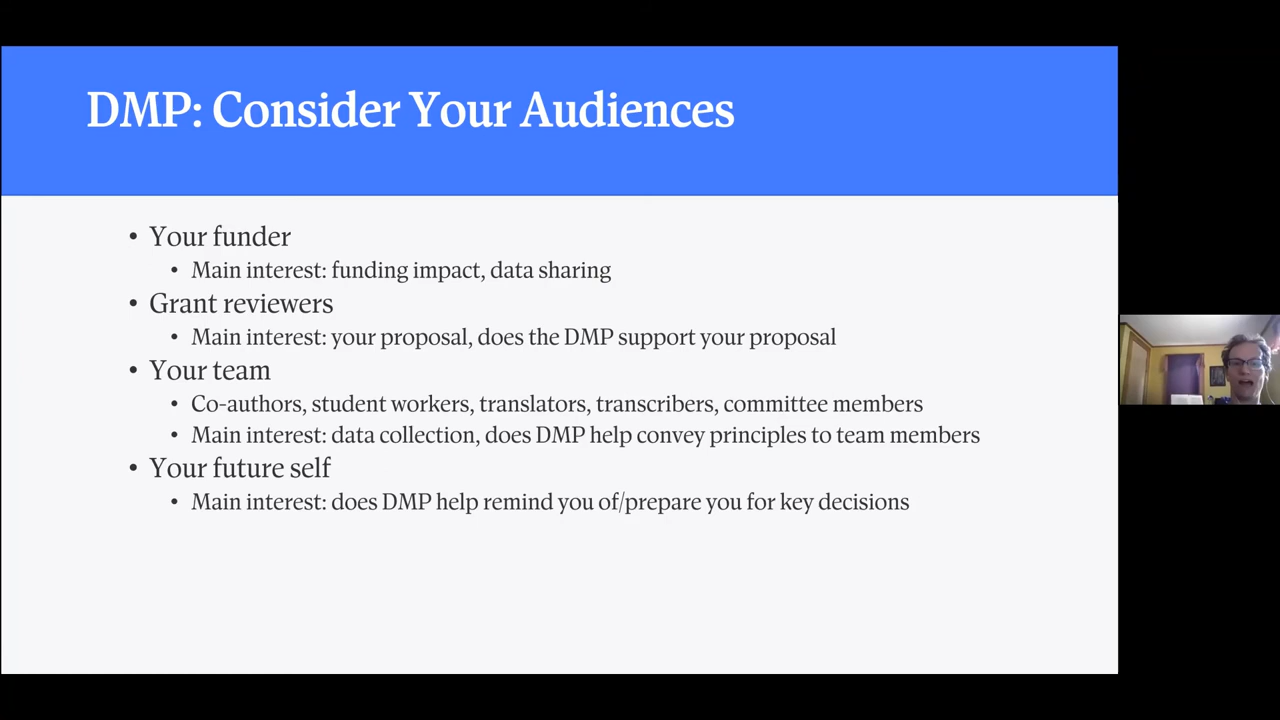 DMP: Consider Your Audiences
• Your funder
• Main interest: funding impact, data sharing
• Grant reviewers
• Main interest: your proposal, does the DMP support your proposal
• Your team
• Co-authors, student workers, translators, transcribers, committee members
• Main interest: data collection, does DMP help convey principles to team members
• Your future self
• Main interest: does DMP help remind you of/prepare you for key decisions